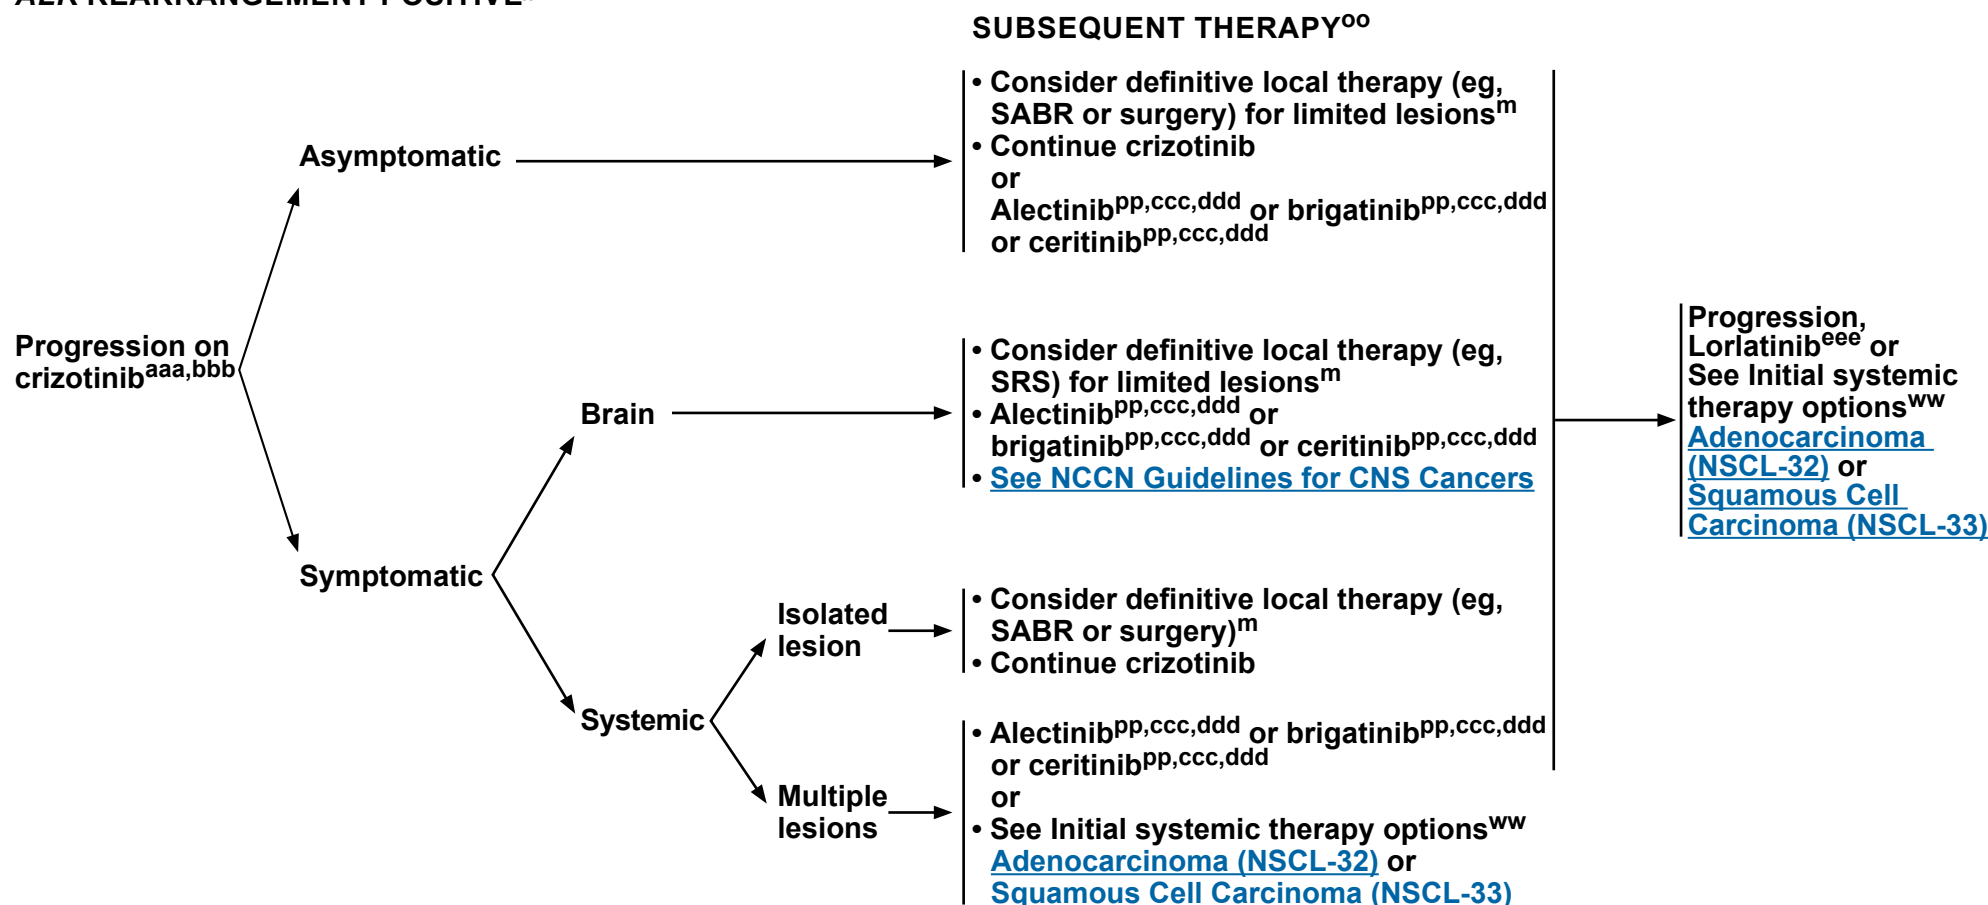 SUBSEQUENT THERAPYoo
Asymptomatic
• Consider definitive local therapy (eg,
SABR or surgery) for limited lesionsm
• Continue crizotinib
or
Alectinibpp,ccc,ddd or brigatinibpp,ccc,ddd
or ceritinibpp,ccc,ddd
Progression on
crizotinibaaa,bbb
Symptomatic
Brain
• Consider definitive local therapy (eg,
SRS) for limited lesionsm
• Alectinibpp,ccc,ddd or
brigatinibpp,ccc,ddd or ceritinibpp,ccc,ddd
• See NCCN Guidelines for CNS Cancers
Systemic
Isolated
lesion
• Consider definitive local therapy (eg,
SABR or surgery)m
• Continue crizotinib
Multiple
lesions
• Alectinibpp,ccc,ddd or brigatinibpp,ccc,ddd
or ceritinibpp,ccc,ddd
or
• See Initial systemic therapy optionsww
Adenocarcinoma (NSCL-32) or
Squamous Cell Carcinoma (NSCL-33)
Progression,
Lorlatinibeee or
See Initial systemic
therapy optionsww
Adenocarcinoma
(NSCL-32) or
Squamous Cell
Carcinoma (NSCL-33)